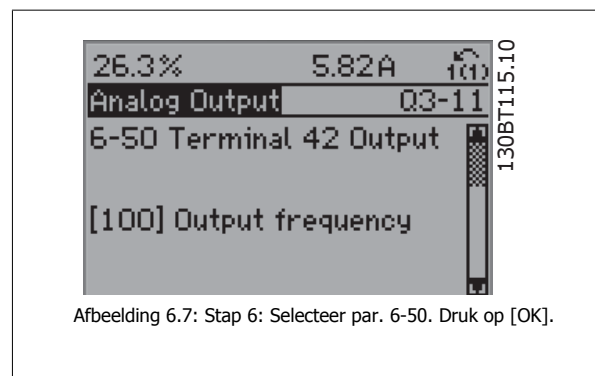 26.3% 5.82A 1(1)
Analog Output Q3-11
6-50 Terminal 42 Output
[100] Output frequency
130BT115.10
Afbeelding 6.7: Stap 6: Selecteer par. 6-50. Druk op [OK].